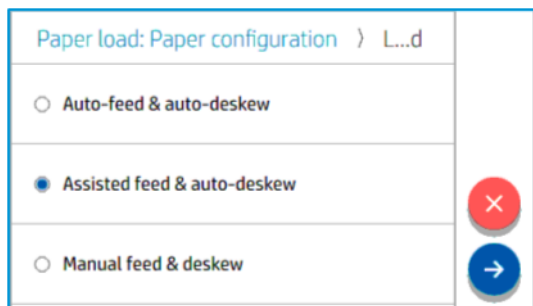 Paper load: Paper configuration 〉 L...d
Auto-feed & auto-deskew
Assisted feed & auto-deskew
Manual feed & deskew